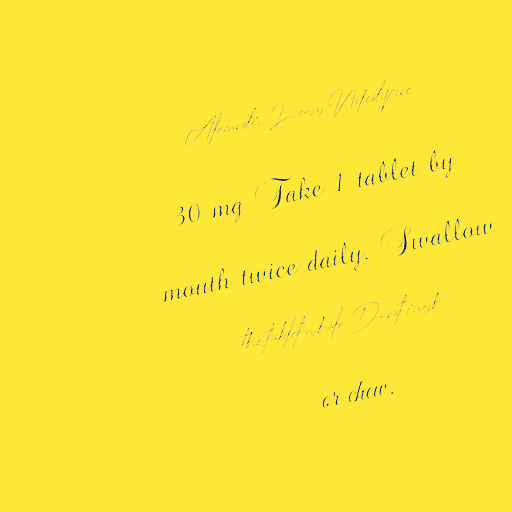 Alexander Lewis Nifedipine
30 mg Take 1 tablet by
mouth twice daily. Swallow
the tablet whole Do not crush
or chew.